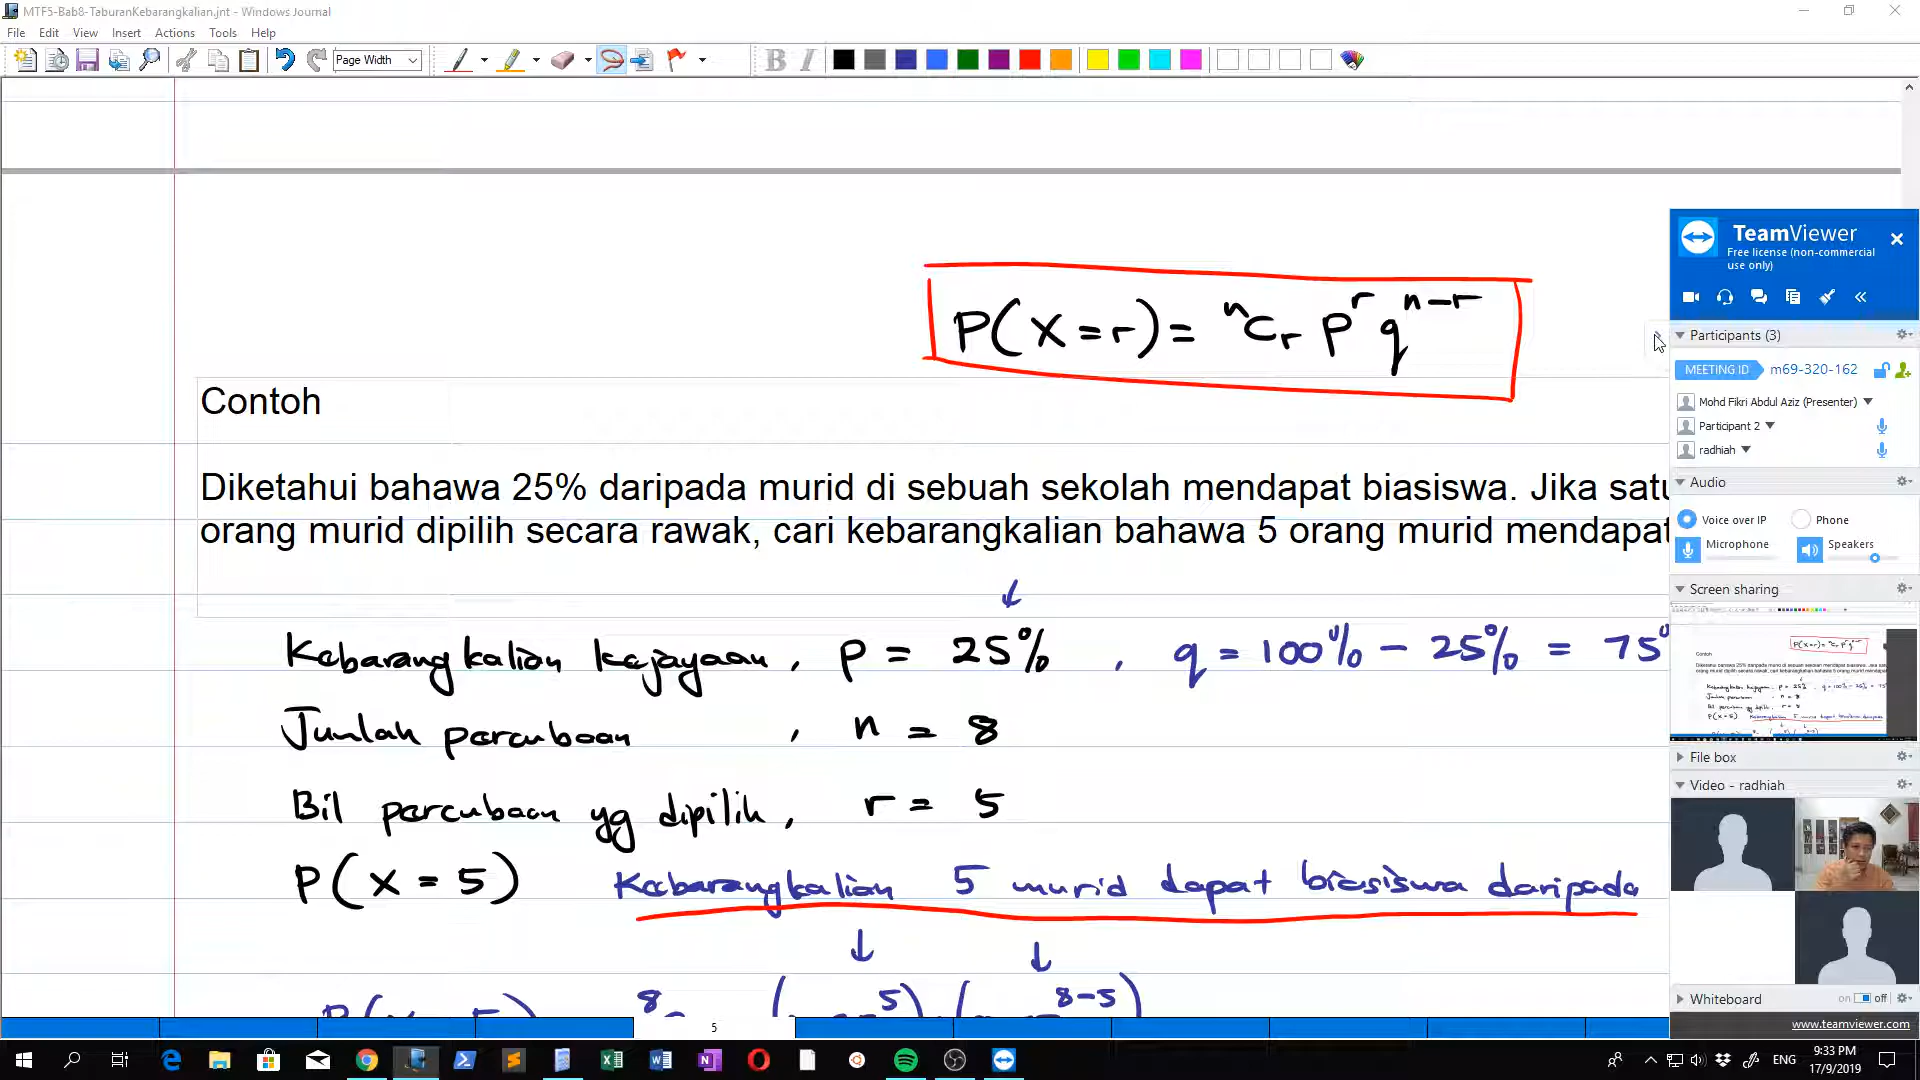 MTF5-Bab8-TaburanKebarangkalian.jnt - Windows Journal
File Edit View Insert Actions Tools Help
Page Width
B I
TeamViewer
Free license (non-commercial
use only)
P(X=r) = ⁿCᵣ pʳ qⁿ⁻ʳ
Participants (3)
MEETING ID m69-320-162
Mohd Fikri Abdul Aziz (Presenter)
Participant 2
radhiah
Contoh
Diketahui bahawa 25% daripada murid di sebuah sekolah mendapat biasiswa. Jika satu
orang murid dipilih secara rawak, cari kebarangkalian bahawa 5 orang murid mendapat
Audio
Voice over IP Phone
Microphone Speakers
Screen sharing
Kebarangkalian kejayaan, p = 25% , q = 100% - 25% = 75%
Jumlah percubaan , n = 8
Bil percubaan yg dipilih, r = 5
P(X = 5) Kebarangkalian 5 murid dapat biasiswa daripada
5 8-5
8
File box
Video - radhiah
Whiteboard on off
www.teamviewer.com
5
ENG
9:33 PM
17/9/2019